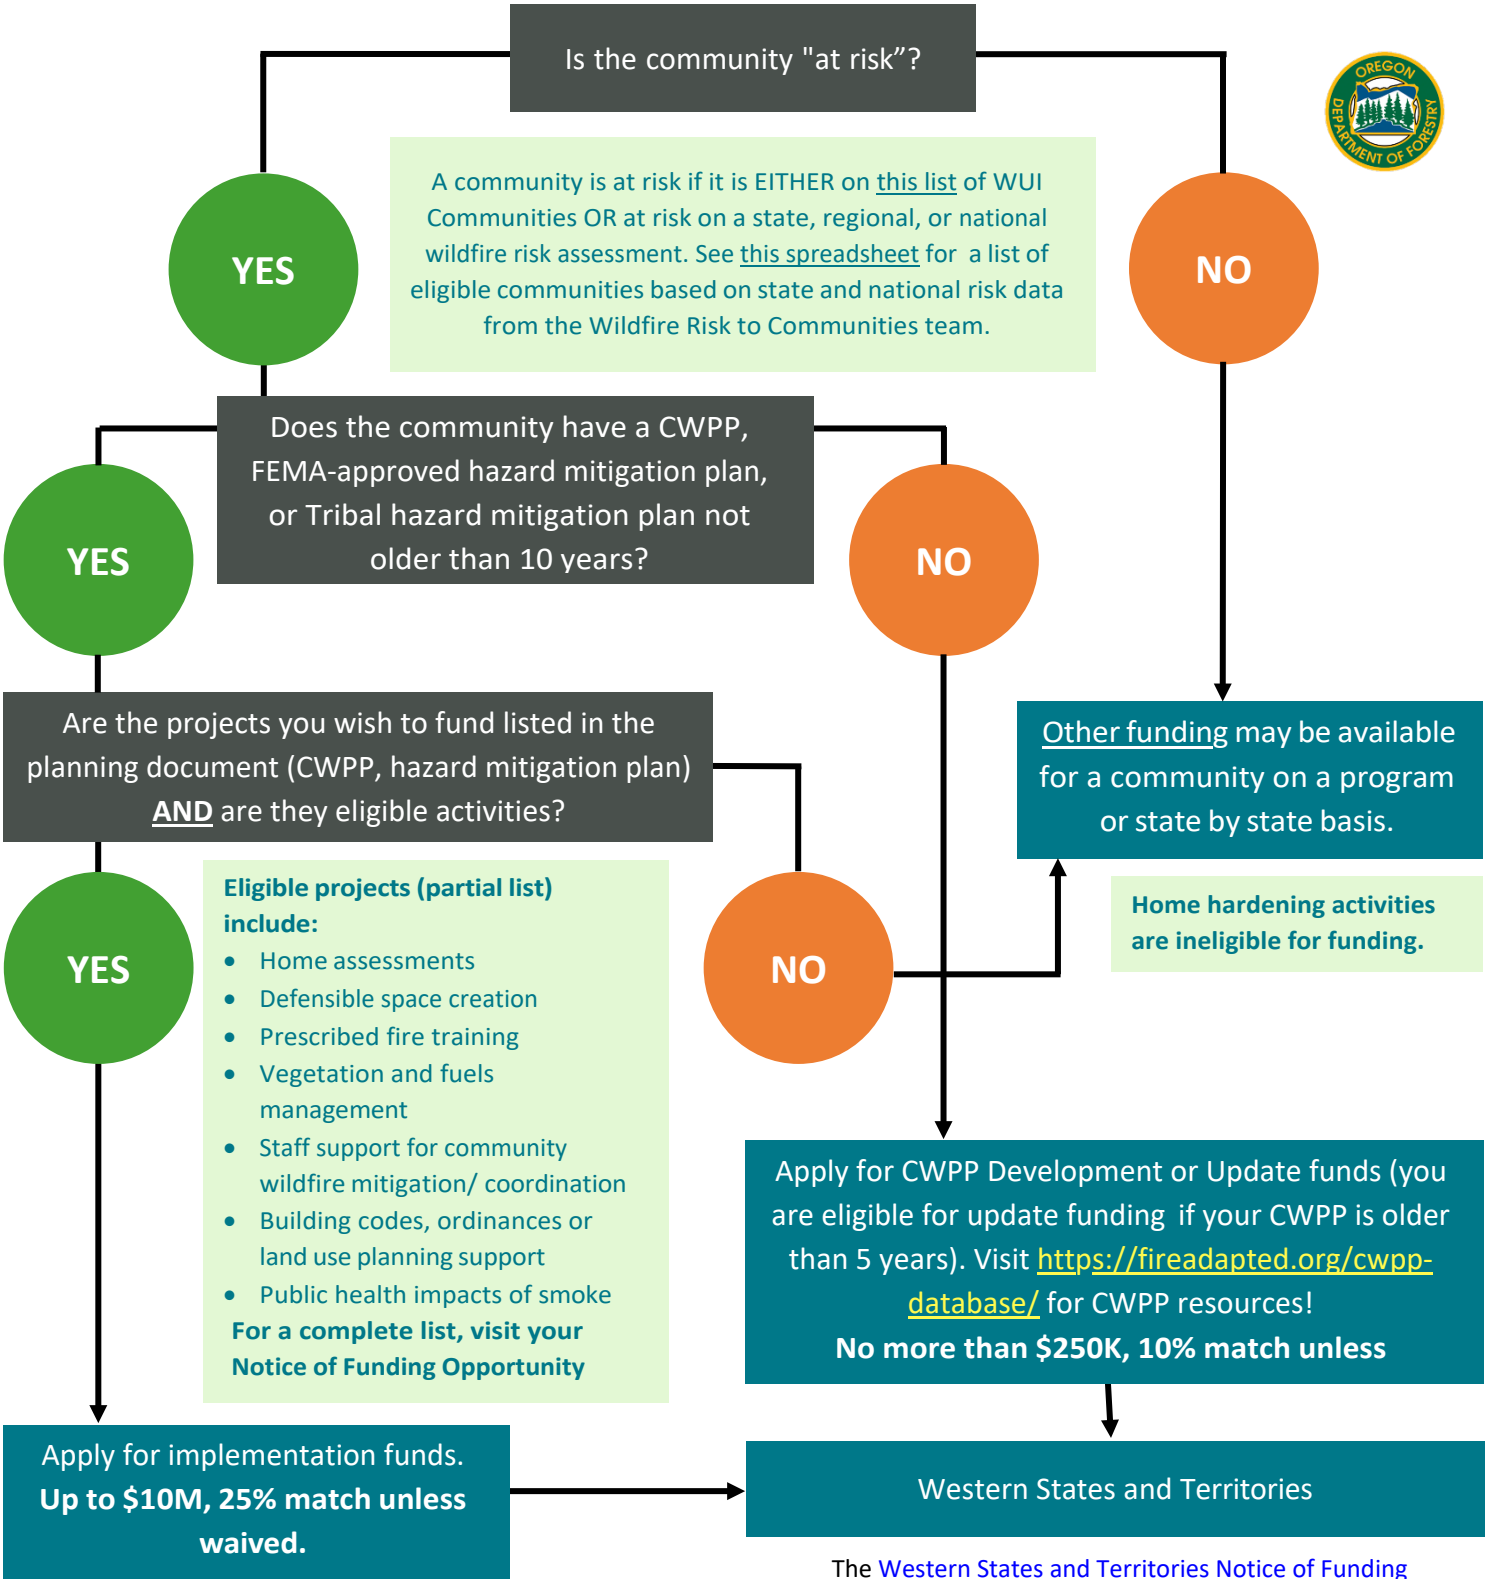 Is the community "at risk”?
OREGON
DEPARTMENT OF FORESTRY
A community is at risk if it is EITHER on this list of WUI
Communities OR at risk on a state, regional, or national
wildfire risk assessment. See this spreadsheet for a list of
eligible communities based on state and national risk data
from the Wildfire Risk to Communities team.
YES
NO
Does the community have a CWPP,
FEMA-approved hazard mitigation plan,
or Tribal hazard mitigation plan not
older than 10 years?
YES
NO
Are the projects you wish to fund listed in the
planning document (CWPP, hazard mitigation plan)
AND are they eligible activities?
Other funding may be available
for a community on a program
or state by state basis.
Home hardening activities
are ineligible for funding.
YES
Eligible projects (partial list)
include:
• Home assessments
• Defensible space creation
• Prescribed fire training
• Vegetation and fuels
management
• Staff support for community
wildfire mitigation/ coordination
• Building codes, ordinances or
land use planning support
• Public health impacts of smoke
For a complete list, visit your
Notice of Funding Opportunity
NO
Apply for CWPP Development or Update funds (you
are eligible for update funding if your CWPP is older
than 5 years). Visit https://fireadapted.org/cwpp-
database/ for CWPP resources!
No more than $250K, 10% match unless
Apply for implementation funds.
Up to $10M, 25% match unless
waived.
Western States and Territories
The Western States and Territories Notice of Funding